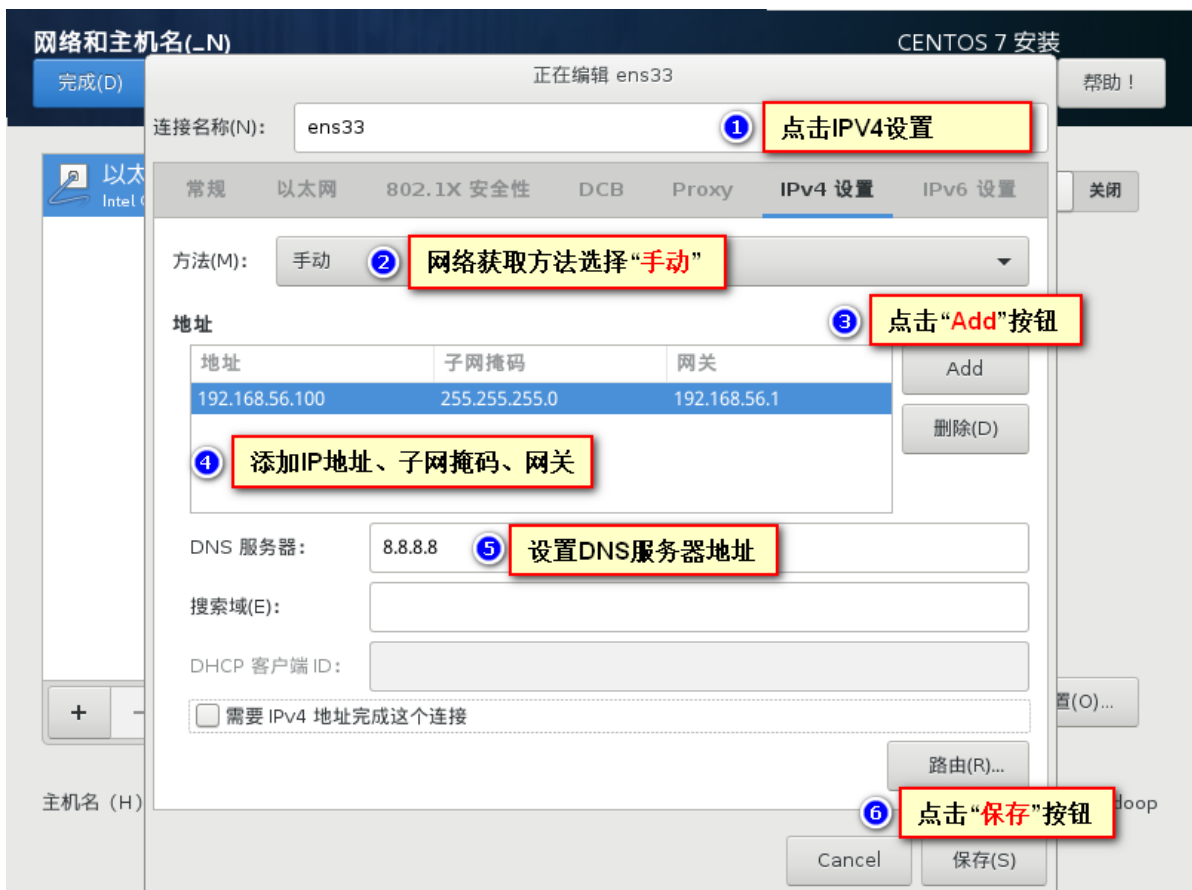 网络和主机名(_N)
CENTOS 7 安装
完成(D)
正在编辑 ens33
帮助！
连接名称(N):
ens33
1 点击IPV4设置
以太
Intel
常规 以太网 802.1X 安全性 DCB Proxy IPv4 设置 IPv6 设置
关闭
方法(M):
手动
2 网络获取方法选择“手动”
地址
3 点击“Add”按钮
地址 子网掩码 网关
Add
192.168.56.100 255.255.255.0 192.168.56.1
删除(D)
4 添加IP地址、子网掩码、网关
DNS 服务器:
8.8.8.8
5 设置DNS服务器地址
搜索域(E):
DHCP 客户端 ID:
+ −
需要 IPv4 地址完成这个连接
置(O)...
路由(R)...
主机名（H）
6 点击“保存”按钮
doop
Cancel
保存(S)